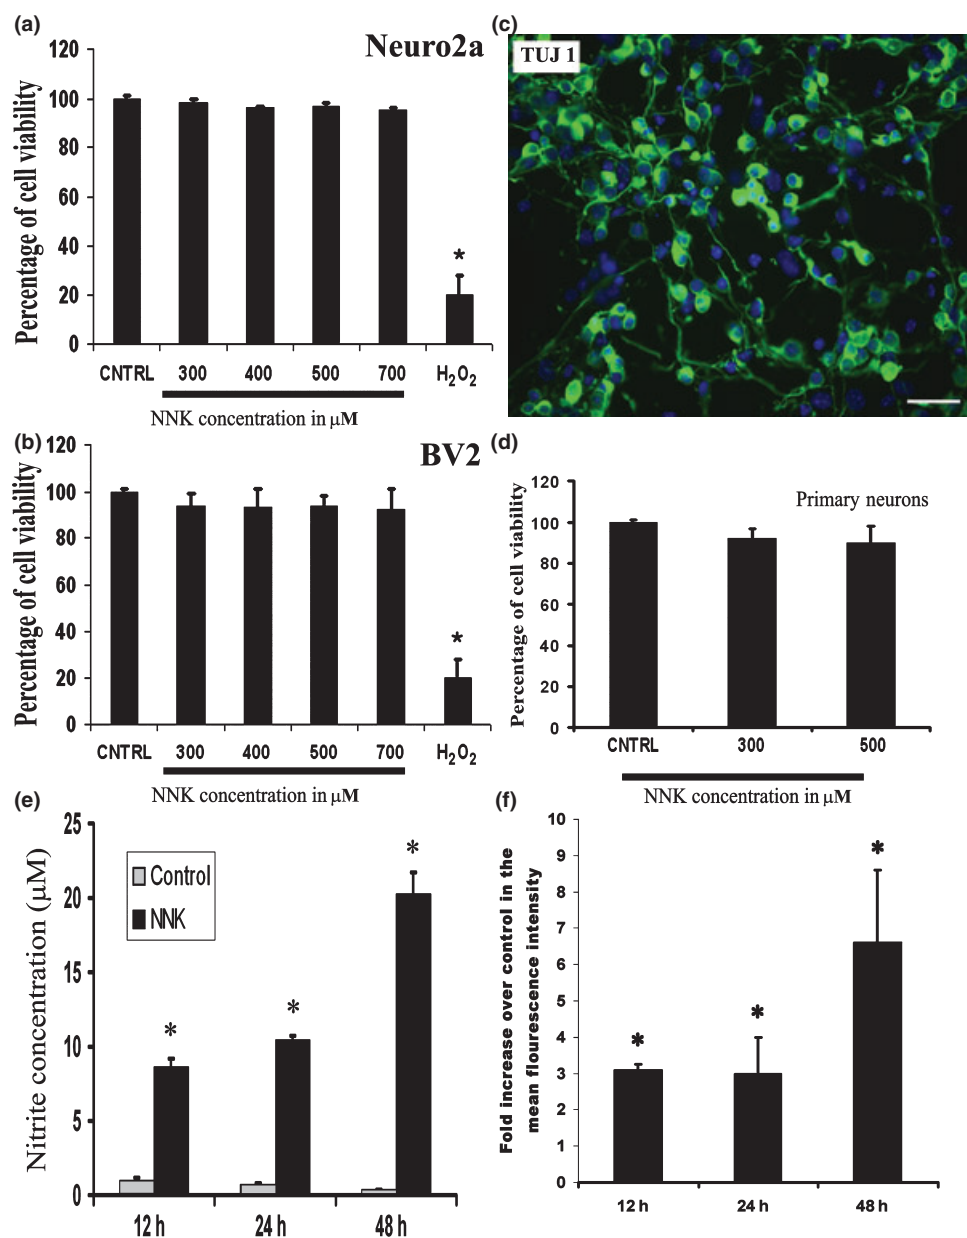 (a)
Neuro2a
Percentage of cell viability
120
100
80
60
40
20
0
*
CNTRL 300 400 500 700 H₂O₂
NNK concentration in µM
(c)
TUJ 1
(b)
BV2
Percentage of cell viability
120
100
80
60
40
20
0
*
CNTRL 300 400 500 700 H₂O₂
NNK concentration in µM
(d)
Primary neurons
Percentage of cell viability
120
100
80
60
40
20
0
CNTRL 300 500
NNK concentration in µM
(e)
Nitrite concentration (µM)
25
20
15
10
5
0
Control
NNK
* * *
12 h 24 h 48 h
(f)
Fold increase over control in the
mean flourescence intensity
10
9
8
7
6
5
4
3
2
1
0
* * *
12 h 24 h 48 h